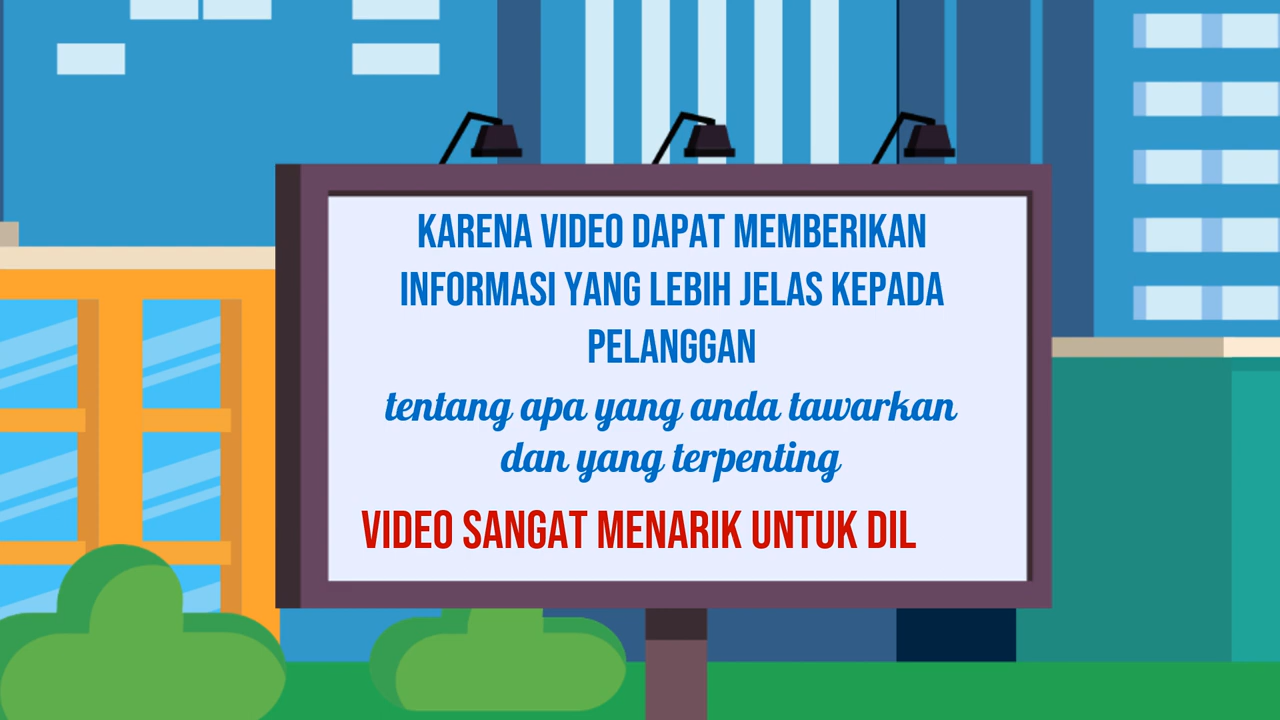 KARENA VIDEO DAPAT MEMBERIKAN
INFORMASI YANG LEBIH JELAS KEPADA
PELANGGAN
tentang apa yang anda tawarkan
dan yang terpenting
VIDEO SANGAT MENARIK UNTUK DIL